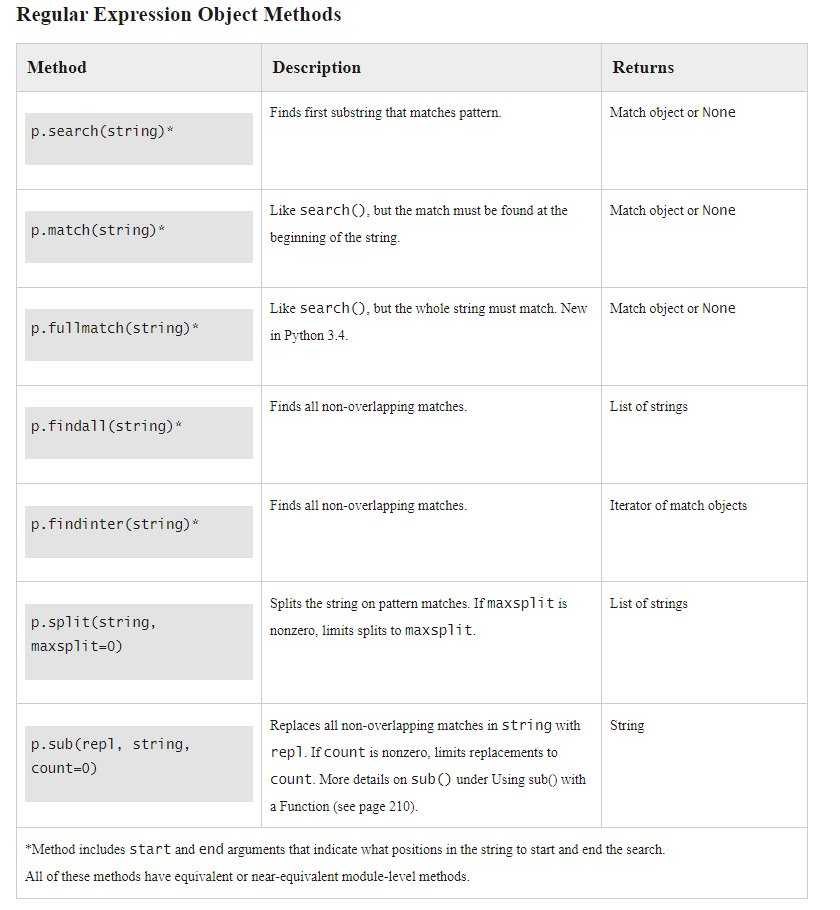 Regular Expression Object Methods
Method Description Returns
p.search(string)* Finds first substring that matches pattern. Match object or None
p.match(string)* Like search(), but the match must be found at the Match object or None
beginning of the string.
p.fullmatch(string)* Like search(), but the whole string must match. New Match object or None
in Python 3.4.
p.findall(string)* Finds all non-overlapping matches. List of strings
p.findinter(string)* Finds all non-overlapping matches. Iterator of match objects
p.split(string, Splits the string on pattern matches. If maxsplit is List of strings
maxsplit=0) nonzero, limits splits to maxsplit.
p.sub(repl, string, Replaces all non-overlapping matches in string with String
count=0) repl. If count is nonzero, limits replacements to
count. More details on sub() under Using sub() with
a Function (see page 210).
*Method includes start and end arguments that indicate what positions in the string to start and end the search.
All of these methods have equivalent or near-equivalent module-level methods.